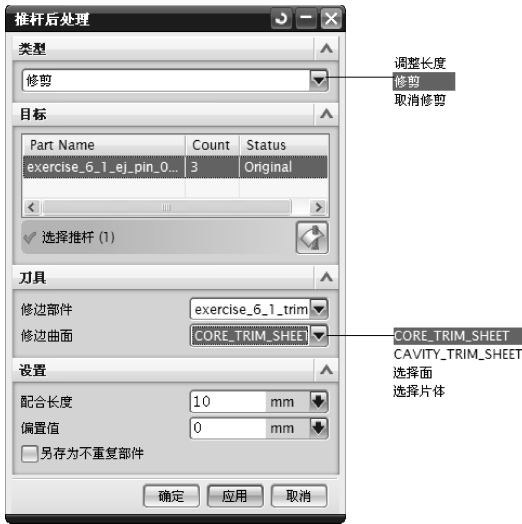 推杆后处理
类型
修剪
调整长度
修剪
取消修剪
目标
Part Name Count Status
exercise_6_1_ej_pin_0... 3 Original
选择推杆 (1)
刀具
修边部件 exercise_6_1_trim
修边曲面 CORE_TRIM_SHEET
CORE_TRIM_SHEET
CAVITY_TRIM_SHEET
选择面
选择片体
设置
配合长度 10 mm
偏置值 0 mm
另存为不重复部件
确定 应用 取消